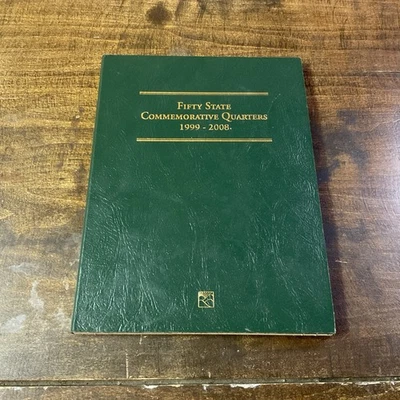 FIFTY STATE
COMMEMORATIVE QUARTERS
1999 - 2008-